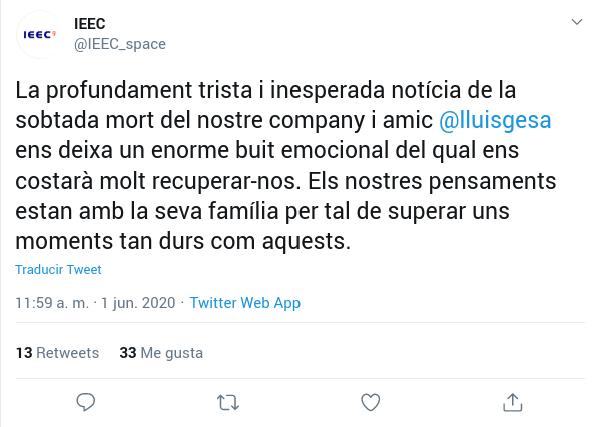 IEEC
IEEC
@IEEC_space
La profundament trista i inesperada notícia de la
sobtada mort del nostre company i amic @lluisgesa
ens deixa un enorme buit emocional del qual ens
costarà molt recuperar-nos. Els nostres pensaments
estan amb la seva família per tal de superar uns
moments tan durs com aquests.
Traducir Tweet
11:59 a. m. · 1 jun. 2020 · Twitter Web App
13 Retweets 33 Me gusta